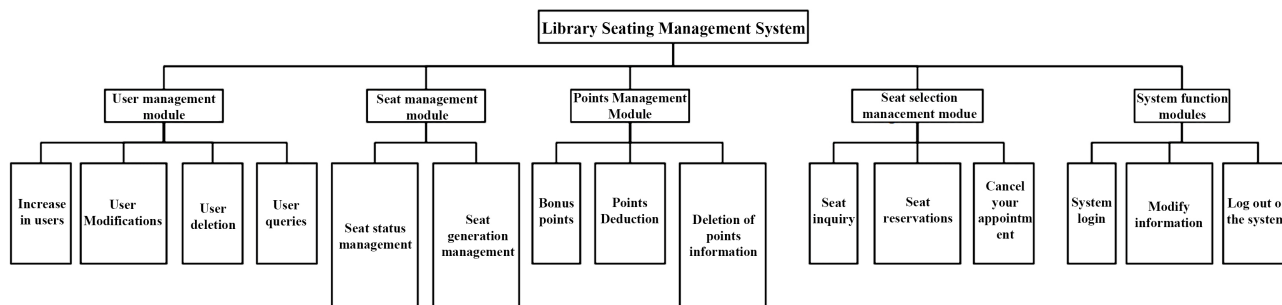 Library Seating Management System
User management
module
Seat management
module
Points Management
Module
Seat selection
manacement modue
System function
modules
Increase
in users
User
Modifications
User
deletion
User
queries
Seat status
management
Seat
generation
management
Bonus
points
Points
Deduction
Deletion of
points
information
Seat
inquiry
Seat
reservations
Cancel
your
appointm
ent
System
login
Modify
information
Log out o
the system